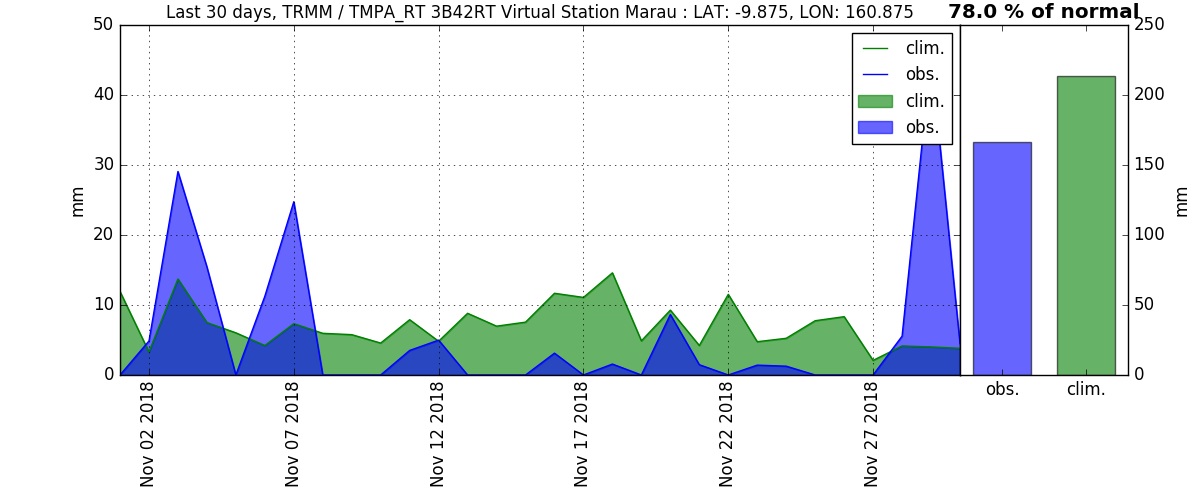 Last 30 days, TRMM / TMPA_RT 3B42RT Virtual Station Marau : LAT: -9.875, LON: 160.875
78.0 % of normal
50
40
30
20
10
0
mm
clim.
obs.
clim.
obs.
250
200
150
100
50
0
mm
Nov 02 2018
Nov 07 2018
Nov 12 2018
Nov 17 2018
Nov 22 2018
Nov 27 2018
obs.
clim.